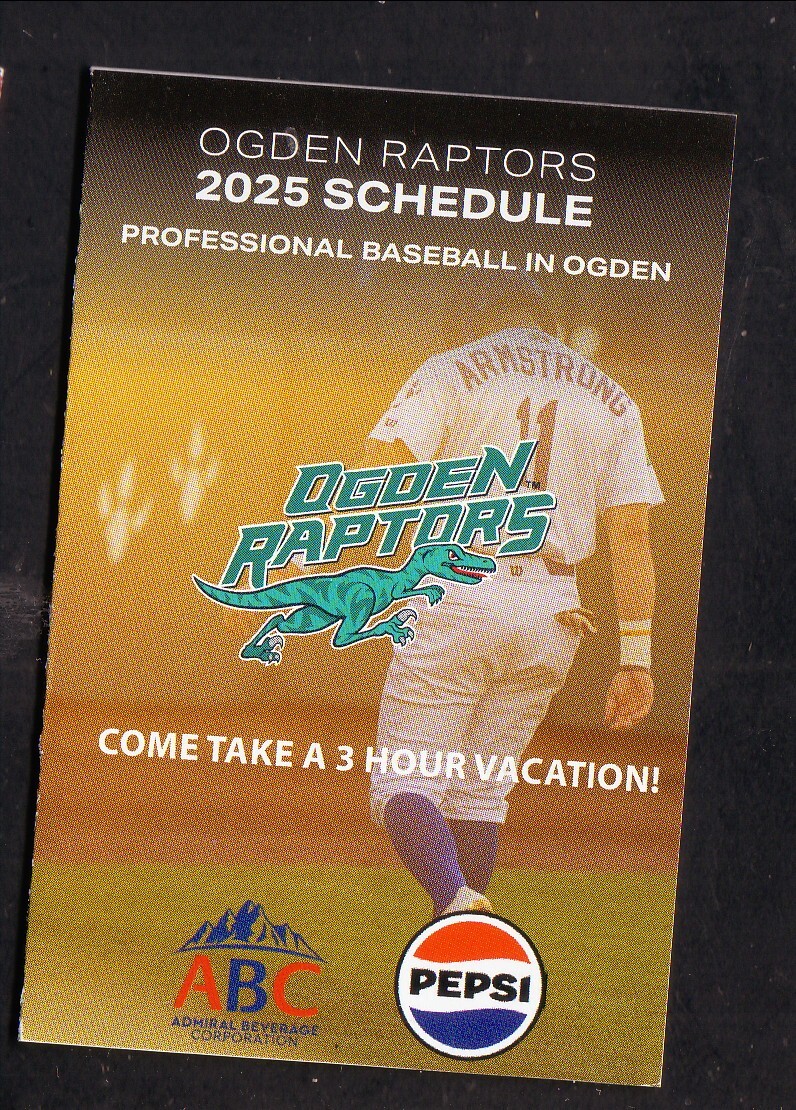 OGDEN RAPTORS
2025 SCHEDULE
PROFESSIONAL BASEBALL IN OGDEN
ARMSTRONG
11
OGDEN
RAPTORS™
COME TAKE A 3 HOUR VACATION!
ABC
ADMIRAL BEVERAGE
CORPORATION
PEPSI